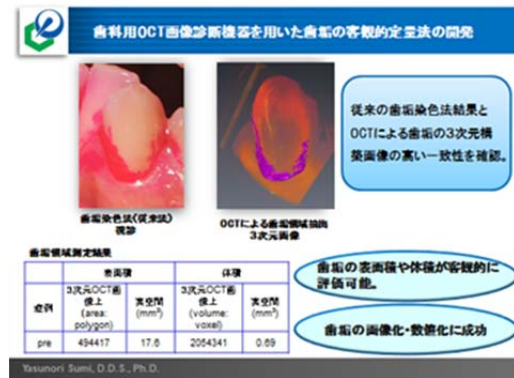 歯科用OCT画像診断機器を用いた歯垢の客観的定量法の開発
従来の歯垢染色法結果と
OCTによる歯垢の3次元構
築画像の高い一致性を確認。
歯垢染色法(従来法)
視診
OCTによる歯垢領域抽出
3次元画像
歯垢領域測定結果
表面積 体積
症例 3次元OCT画像上 (area: polygon) 実空間 (mm²) 3次元OCT画像上 (volume: voxel) 実空間 (mm³)
pre 494417 17.6 2054341 0.69
歯垢の表面積や体積が客観的に
評価可能。
歯垢の画像化・数値化に成功
Yasunori Sumi, D.D.S., Ph.D.